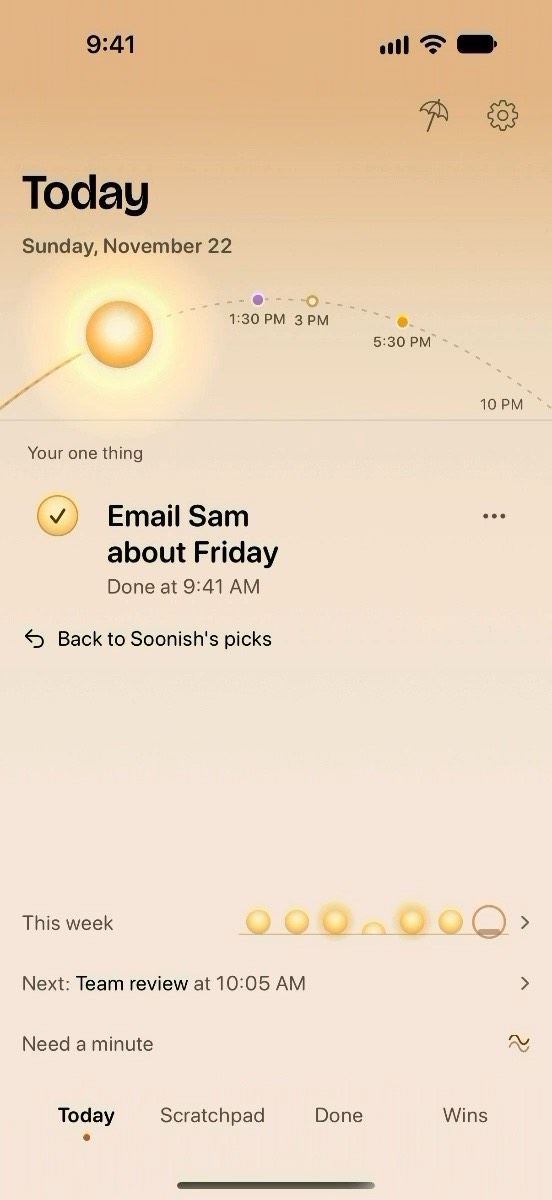 9:41
Today
Sunday, November 22
1:30 PM
3 PM
5:30 PM
10 PM
Your one thing
Email Sam
about Friday
Done at 9:41 AM
Back to Soonish's picks
This week
Next: Team review at 10:05 AM
Need a minute
Today
Scratchpad
Done
Wins